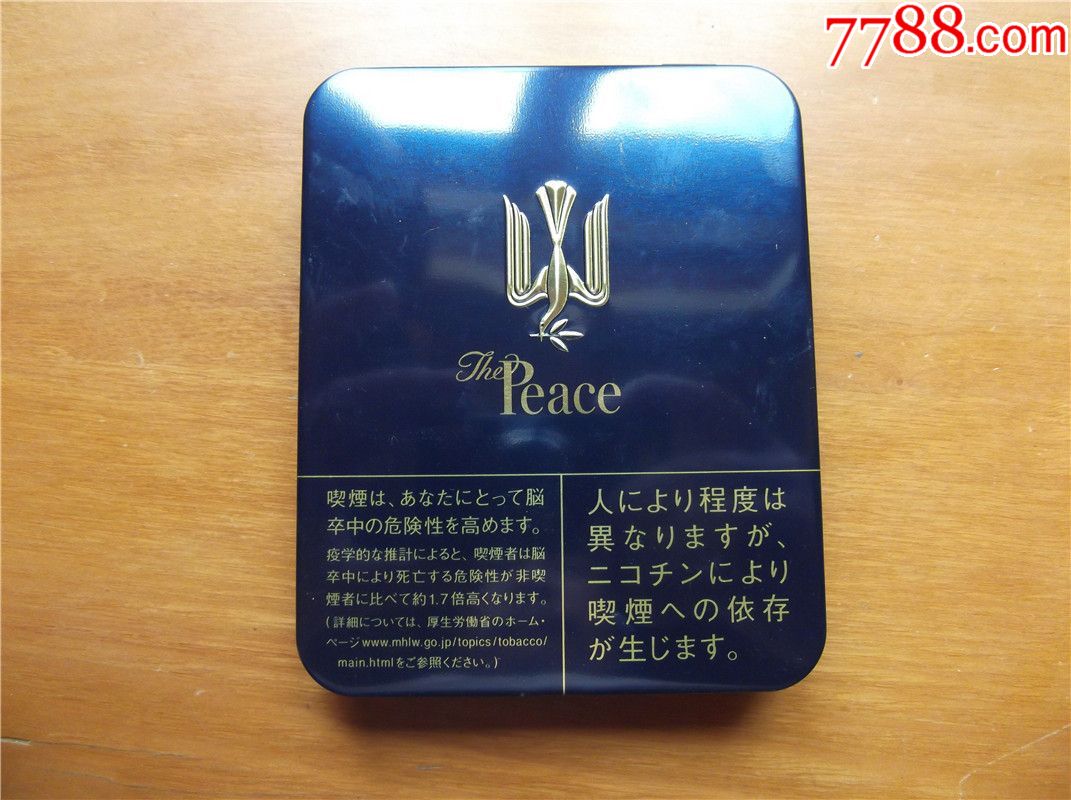 7788.com
The
Peace
喫煙は、あなたにとって脳
卒中の危険性を高めます。
疫学的な推計によると、喫煙者は脳
卒中により死亡する危険性が非喫
煙者に比べて約1.7倍高くなります。
(詳細については、厚生労働省のホーム・
ページwww.mhlw.go.jp/topics/tobacco/
main.htmlをご参照ください。)
人により程度は
異なりますが、
ニコチンにより
喫煙への依存
が生じます。